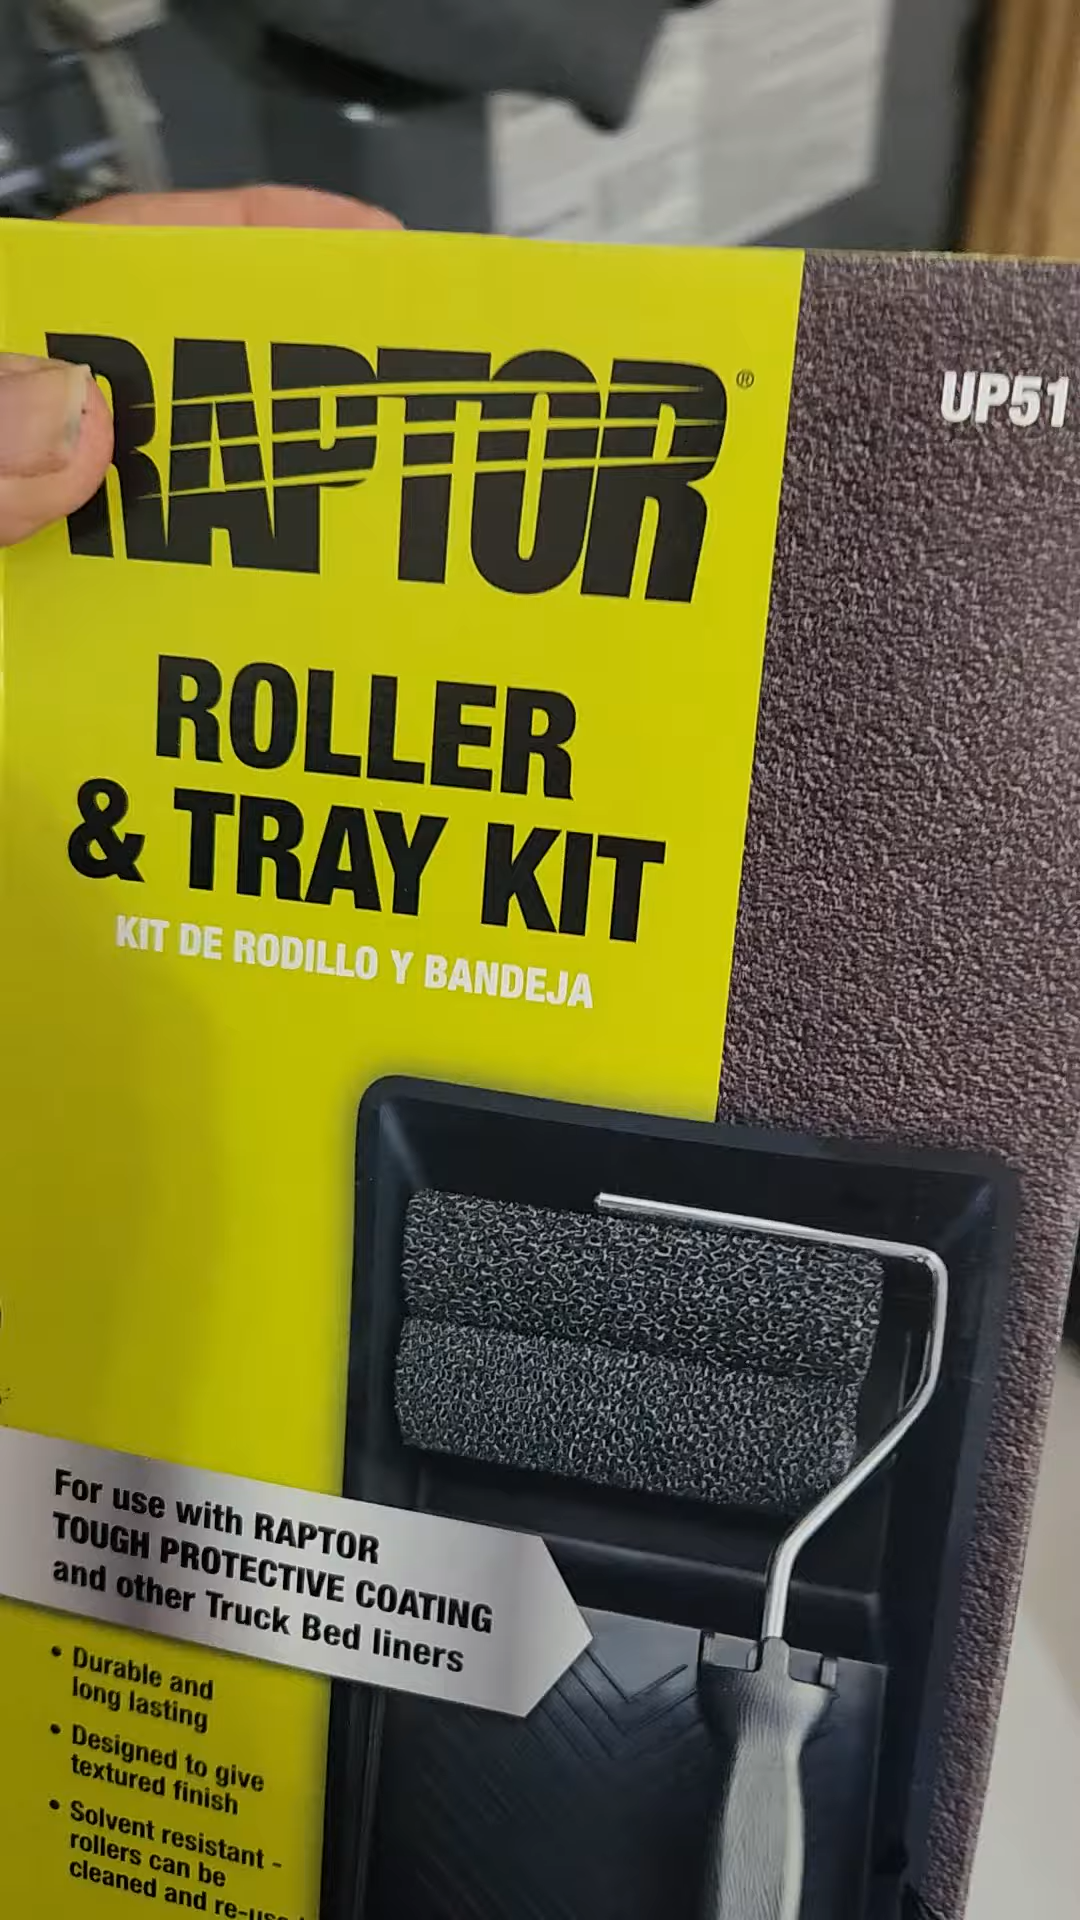 RAPTOR®
UP51
ROLLER
& TRAY KIT
KIT DE RODILLO Y BANDEJA
For use with RAPTOR
TOUGH PROTECTIVE COATING
and other Truck Bed liners
• Durable and
long lasting
• Designed to give
textured finish
• Solvent resistant -
rollers can be
cleaned and